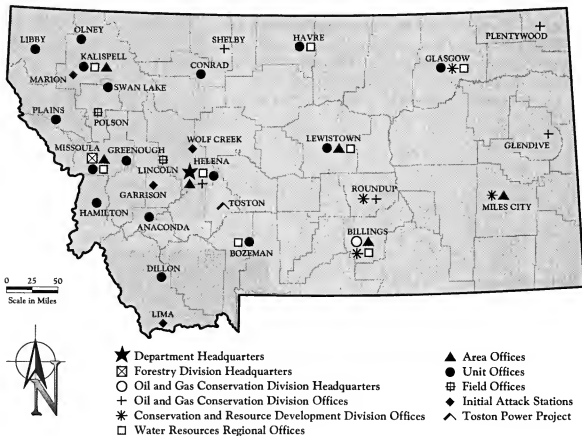 OLNEY
LIBBY
KALISPELL
MARION
SWAN LAKE
SHELBY
CONRAD
HAVRE
GLASGOW
PLENTYWOOD
PLAINS
POLSON
MISSOULA
GREENOUGH
LINCOLN
WOLF CREEK
HELENA
LEWISTOWN
GLENDIVE
GARRISON
HAMILTON
ANACONDA
TOSTON
ROUNDUP
MILES CITY
BILLINGS
BOZEMAN
DILLON
LIMA
0 25 50
Scale in Miles
N
Department Headquarters
Forestry Division Headquarters
Oil and Gas Conservation Division Headquarters
Oil and Gas Conservation Division Offices
Conservation and Resource Development Division Offices
Water Resources Regional Offices
Area Offices
Unit Offices
Field Offices
Initial Attack Stations
Toston Power Project